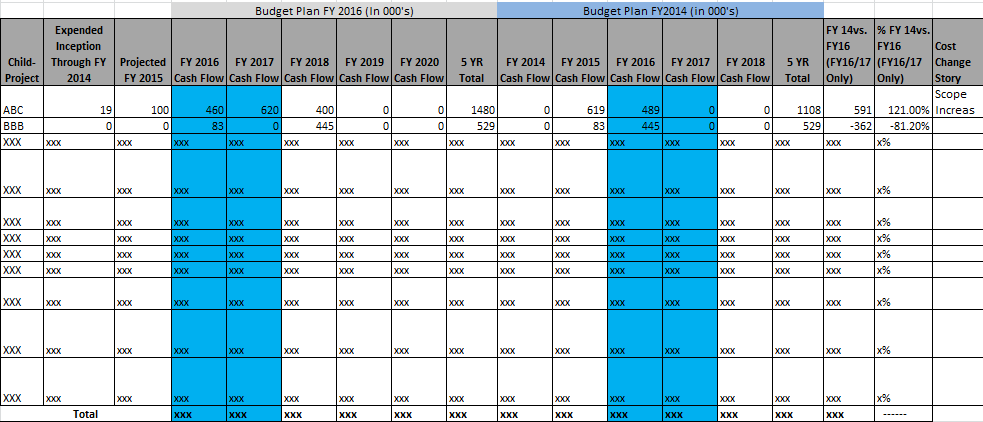 Budget Plan FY 2016 (In 000's) Budget Plan FY2014 (in 000's)
Child-Project Expended Inception Through FY 2014 Projected FY 2015 FY 2016 Cash Flow FY 2017 Cash Flow FY 2018 Cash Flow FY 2019 Cash Flow FY 2020 Cash Flow 5 YR Total FY 2014 Cash Flow FY 2015 Cash Flow FY 2016 Cash Flow FY 2017 Cash Flow FY 2018 Cash Flow 5 YR Total FY 14vs. FY16 (FY16/17 Only) % FY 14vs. FY16 (FY16/17 Only) Cost Change Story
ABC 19 100 460 620 400 0 0 1480 0 619 489 0 0 1108 591 121.00% Scope Increas
BBB 0 0 83 0 445 0 0 529 0 83 445 0 0 529 -362 -81.20%
XXX xxx xxx xxx xxx xxx xxx xxx xxx xxx xxx xxx xxx xxx xxx xxx x%
XXX xxx xxx xxx xxx xxx xxx xxx xxx xxx xxx xxx xxx xxx xxx xxx x%
XXX xxx xxx xxx xxx xxx xxx xxx xxx xxx xxx xxx xxx xxx xxx xxx x%
XXX xxx xxx xxx xxx xxx xxx xxx xxx xxx xxx xxx xxx xxx xxx xxx x%
XXX xxx xxx xxx xxx xxx xxx xxx xxx xxx xxx xxx xxx xxx xxx xxx x%
XXX xxx xxx xxx xxx xxx xxx xxx xxx xxx xxx xxx xxx xxx xxx xxx x%
XXX xxx xxx xxx xxx xxx xxx xxx xxx xxx xxx xxx xxx xxx xxx xxx x%
XXX xxx xxx xxx xxx xxx xxx xxx xxx xxx xxx xxx xxx xxx xxx xxx x%
XXX xxx xxx xxx xxx xxx xxx xxx xxx xxx xxx xxx xxx xxx xxx xxx x%
Total xxx xxx xxx xxx xxx xxx xxx xxx xxx xxx xxx xxx xxx ------